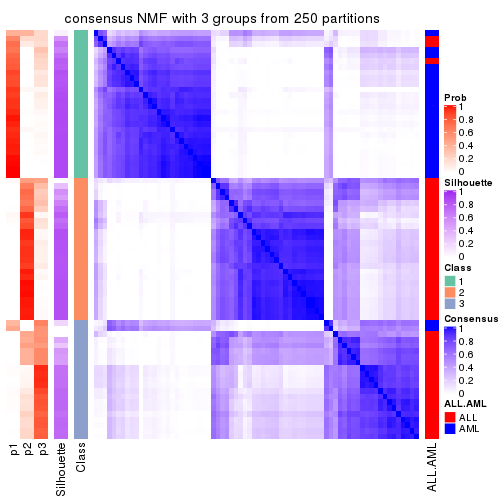 consensus NMF with 3 groups from 250 partitions
Prob
1
0.8
0.6
0.4
0.2
0
Silhouette
1
0.8
0.6
0.4
0.2
0
Class
1
2
3
Consensus
1
0.8
0.6
0.4
0.2
0
ALL.AML
ALL
AML
p1
p2
p3
Silhouette
Class
ALL.AML